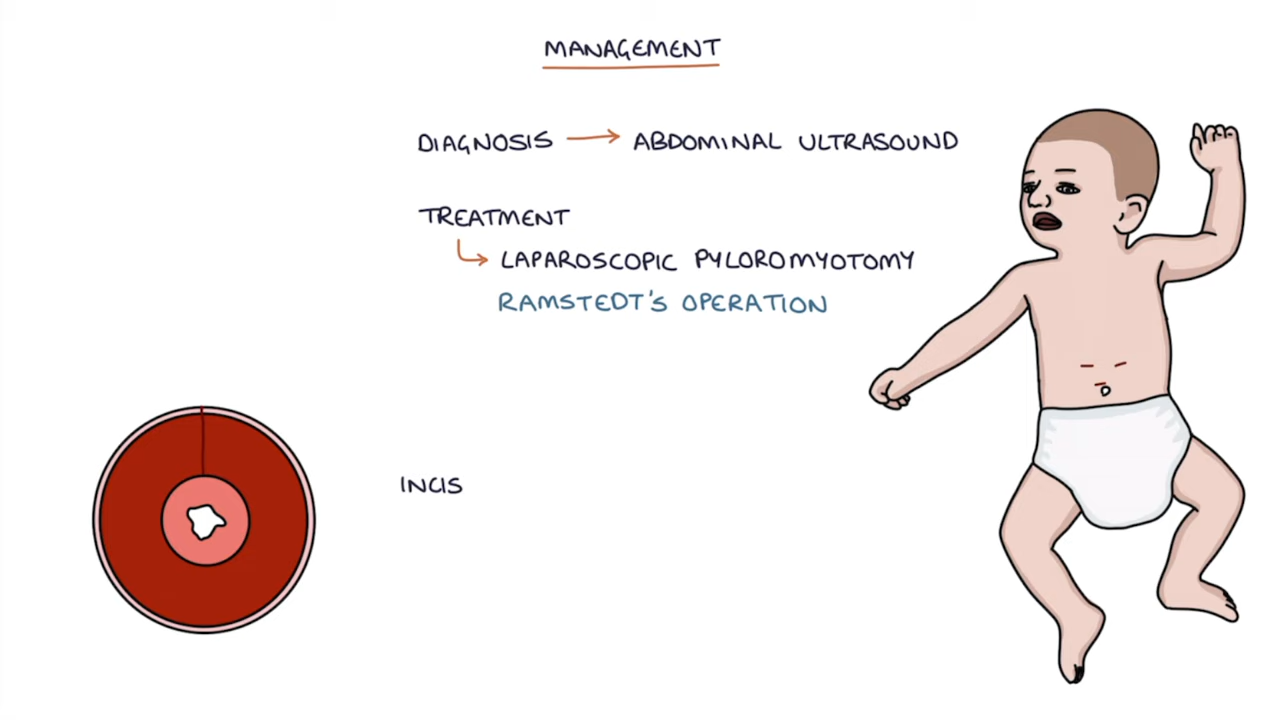 MANAGEMENT
DIAGNOSIS → ABDOMINAL ULTRASOUND
TREATMENT
↳ LAPAROSCOPIC PYLOROMYOTOMY
RAMSTEDT'S OPERATION
INCIS